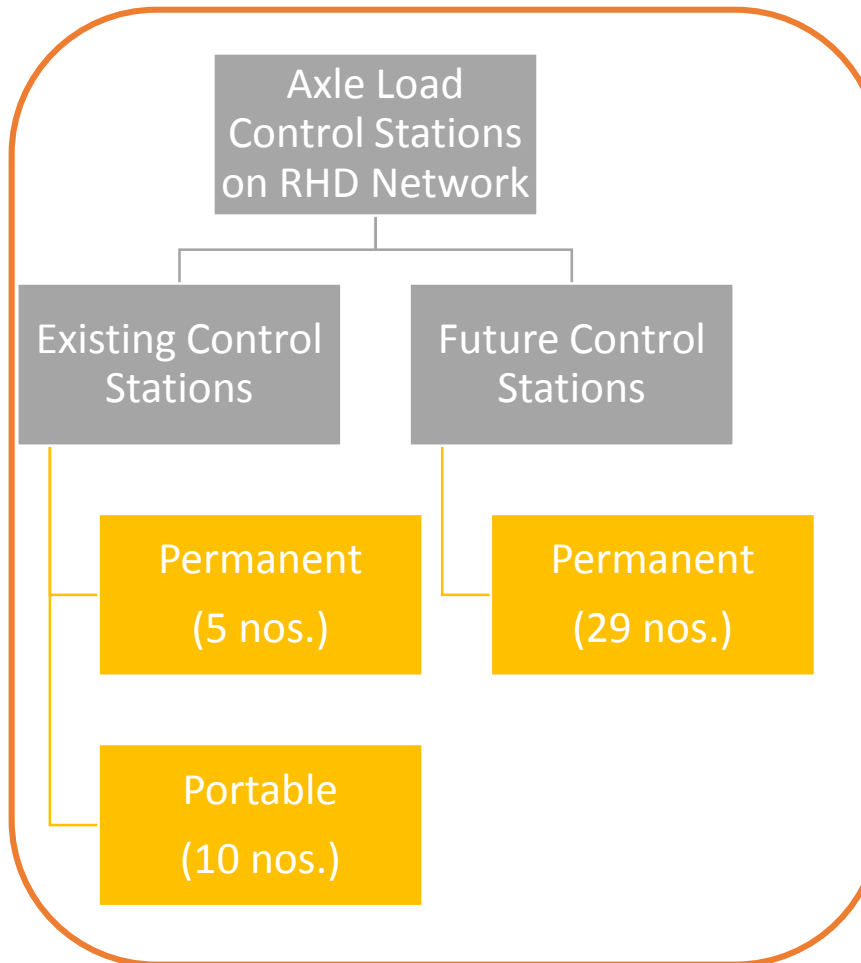 Axle Load
Control Stations
on RHD Network
Existing Control
Stations
Future Control
Stations
Permanent
(5 nos.)
Permanent
(29 nos.)
Portable
(10 nos.)